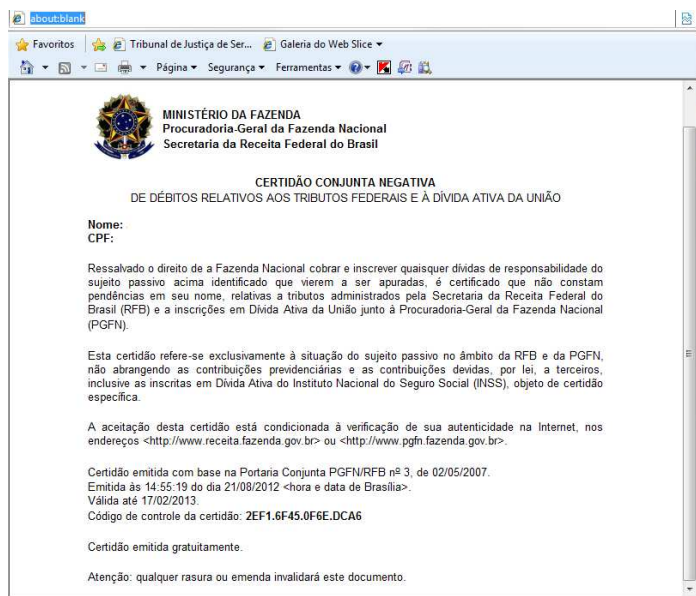 about:blank
Favoritos Tribunal de Justiça de Ser... Galeria do Web Slice
Página Segurança Ferramentas
MINISTÉRIO DA FAZENDA
Procuradoria-Geral da Fazenda Nacional
Secretaria da Receita Federal do Brasil
CERTIDÃO CONJUNTA NEGATIVA
DE DÉBITOS RELATIVOS AOS TRIBUTOS FEDERAIS E À DÍVIDA ATIVA DA UNIÃO
Nome:
CPF:
Ressalvado o direito de a Fazenda Nacional cobrar e inscrever quaisquer dívidas de responsabilidade do
sujeito passivo acima identificado que vierem a ser apuradas, é certificado que não constam
pendências em seu nome, relativas a tributos administrados pela Secretaria da Receita Federal do
Brasil (RFB) e a inscrições em Dívida Ativa da União junto à Procuradoria-Geral da Fazenda Nacional
(PGFN).
Esta certidão refere-se exclusivamente à situação do sujeito passivo no âmbito da RFB e da PGFN,
não abrangendo as contribuições previdenciárias e as contribuições devidas, por lei, a terceiros,
inclusive as inscritas em Dívida Ativa do Instituto Nacional do Seguro Social (INSS), objeto de certidão
específica.
A aceitação desta certidão está condicionada à verificação de sua autenticidade na Internet, nos
endereços <http://www.receita.fazenda.gov.br> ou <http://www.pgfn.fazenda.gov.br>.
Certidão emitida com base na Portaria Conjunta PGFN/RFB nº 3, de 02/05/2007.
Emitida às 14:55:19 do dia 21/08/2012 <hora e data de Brasília>.
Válida até 17/02/2013.
Código de controle da certidão: 2EF1.6F45.0F6E.DCA6
Certidão emitida gratuitamente.
Atenção: qualquer rasura ou emenda invalidará este documento.